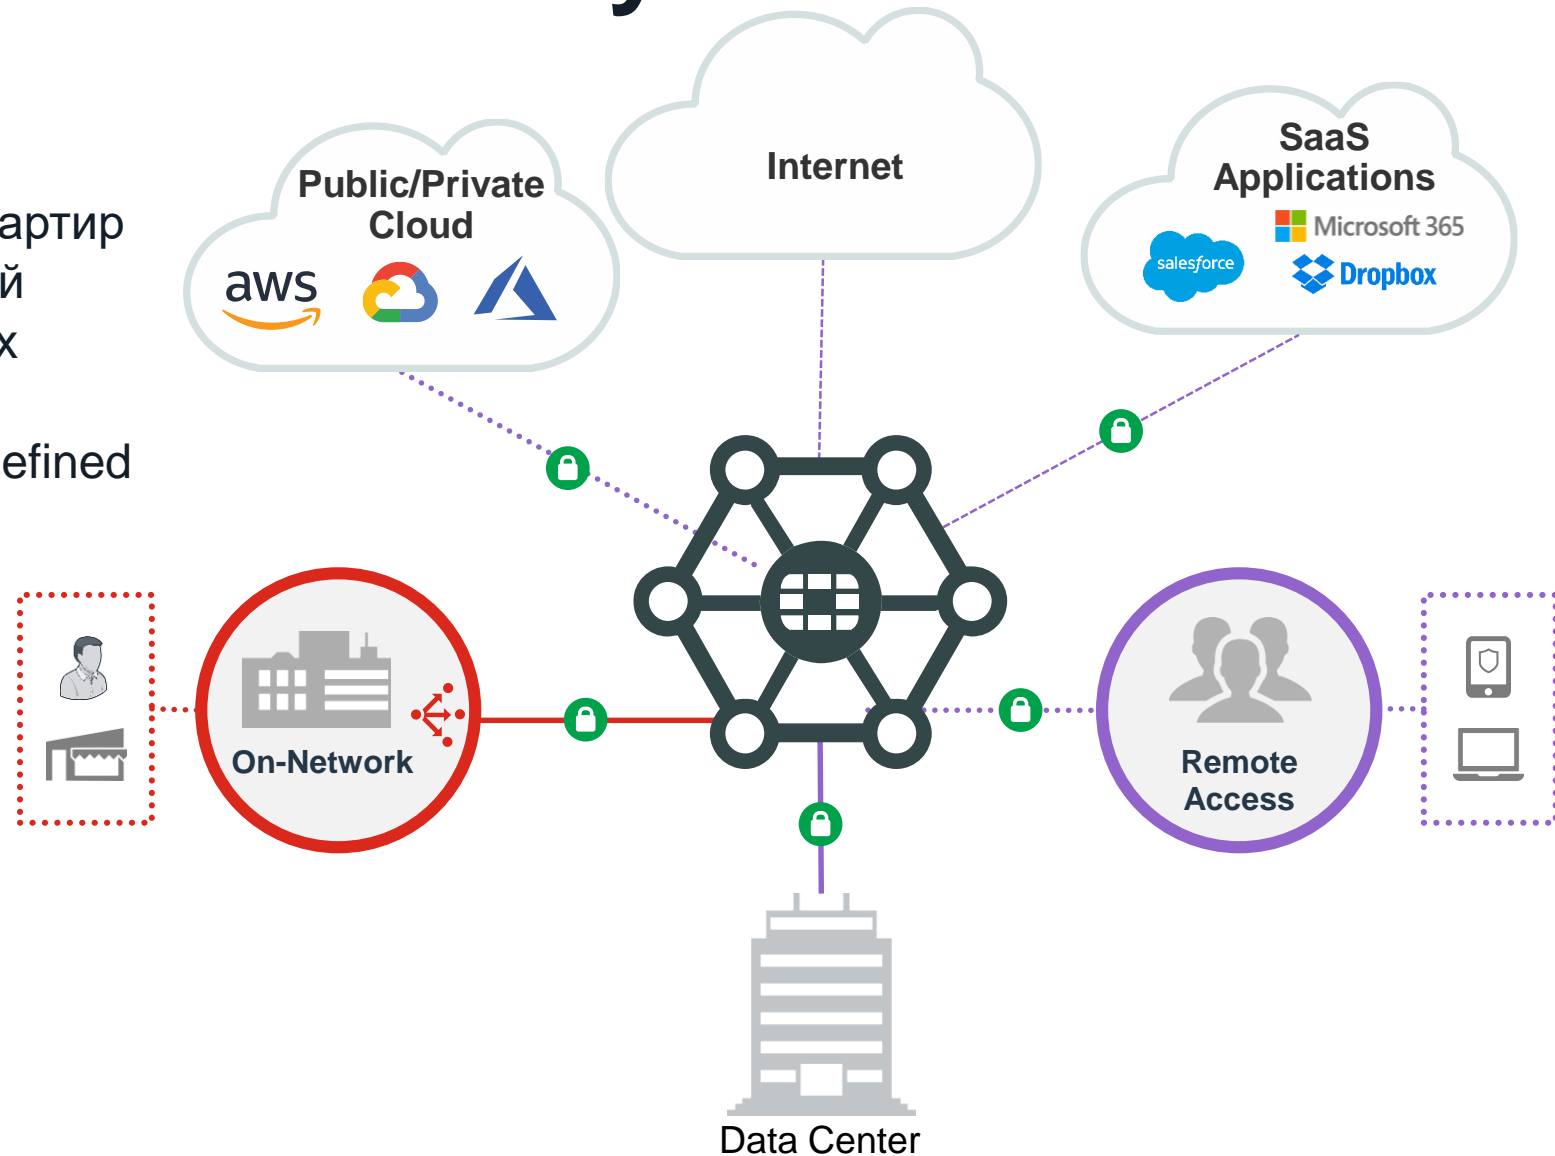 Internet
SaaS
Applications
Microsoft 365
salesforce
Dropbox
Public/Private
Cloud
aws
артир
й
х
efined
On-Network
Remote
Access
Data Center